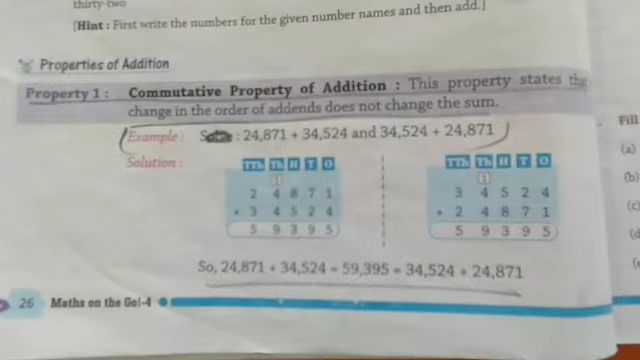 thirty-two
[Hint : First write the numbers for the given number names and then add.]
Properties of Addition
Property 1 : Commutative Property of Addition : This property states the
change in the order of addends does not change the sum.
Example : : 24,871 + 34,524 and 34,524 + 24,871
Solution :
TTh Th H T O
1
2 4 8 7 1
+ 3 4 5 2 4
5 9 3 9 5
TTh Th H T O
1
3 4 5 2 4
+ 2 4 8 7 1
5 9 3 9 5
So, 24,871 + 34,524 = 59,395 = 34,524 + 24,871
26 Maths on the Go!-4
Fill
(a)
(b)
(c)
(d)